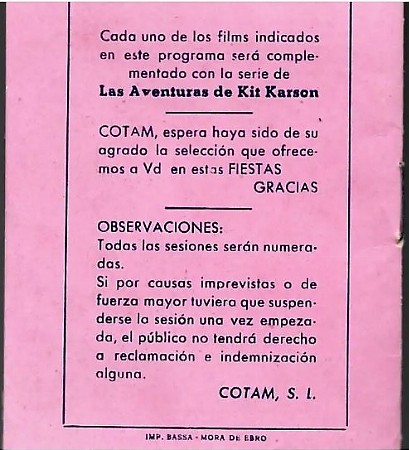 Cada uno de los films indicados
en este programa será comple-
mentado con la serie de
Las Aventuras de Kit Karson
COTAM, espera haya sido de su
agrado la selección que ofrece-
mos a Vd en estas FIESTAS
GRACIAS
OBSERVACIONES:
Todas las sesiones serán numera-
das.
Si por causas imprevistas o de
fuerza mayor tuviera que suspen-
derse la sesión una vez empeza-
da, el público no tendrá derecho
a reclamación e indemnización
alguna.
COTAM, S. L.
IMP. BASSA - MORA DE EBRO